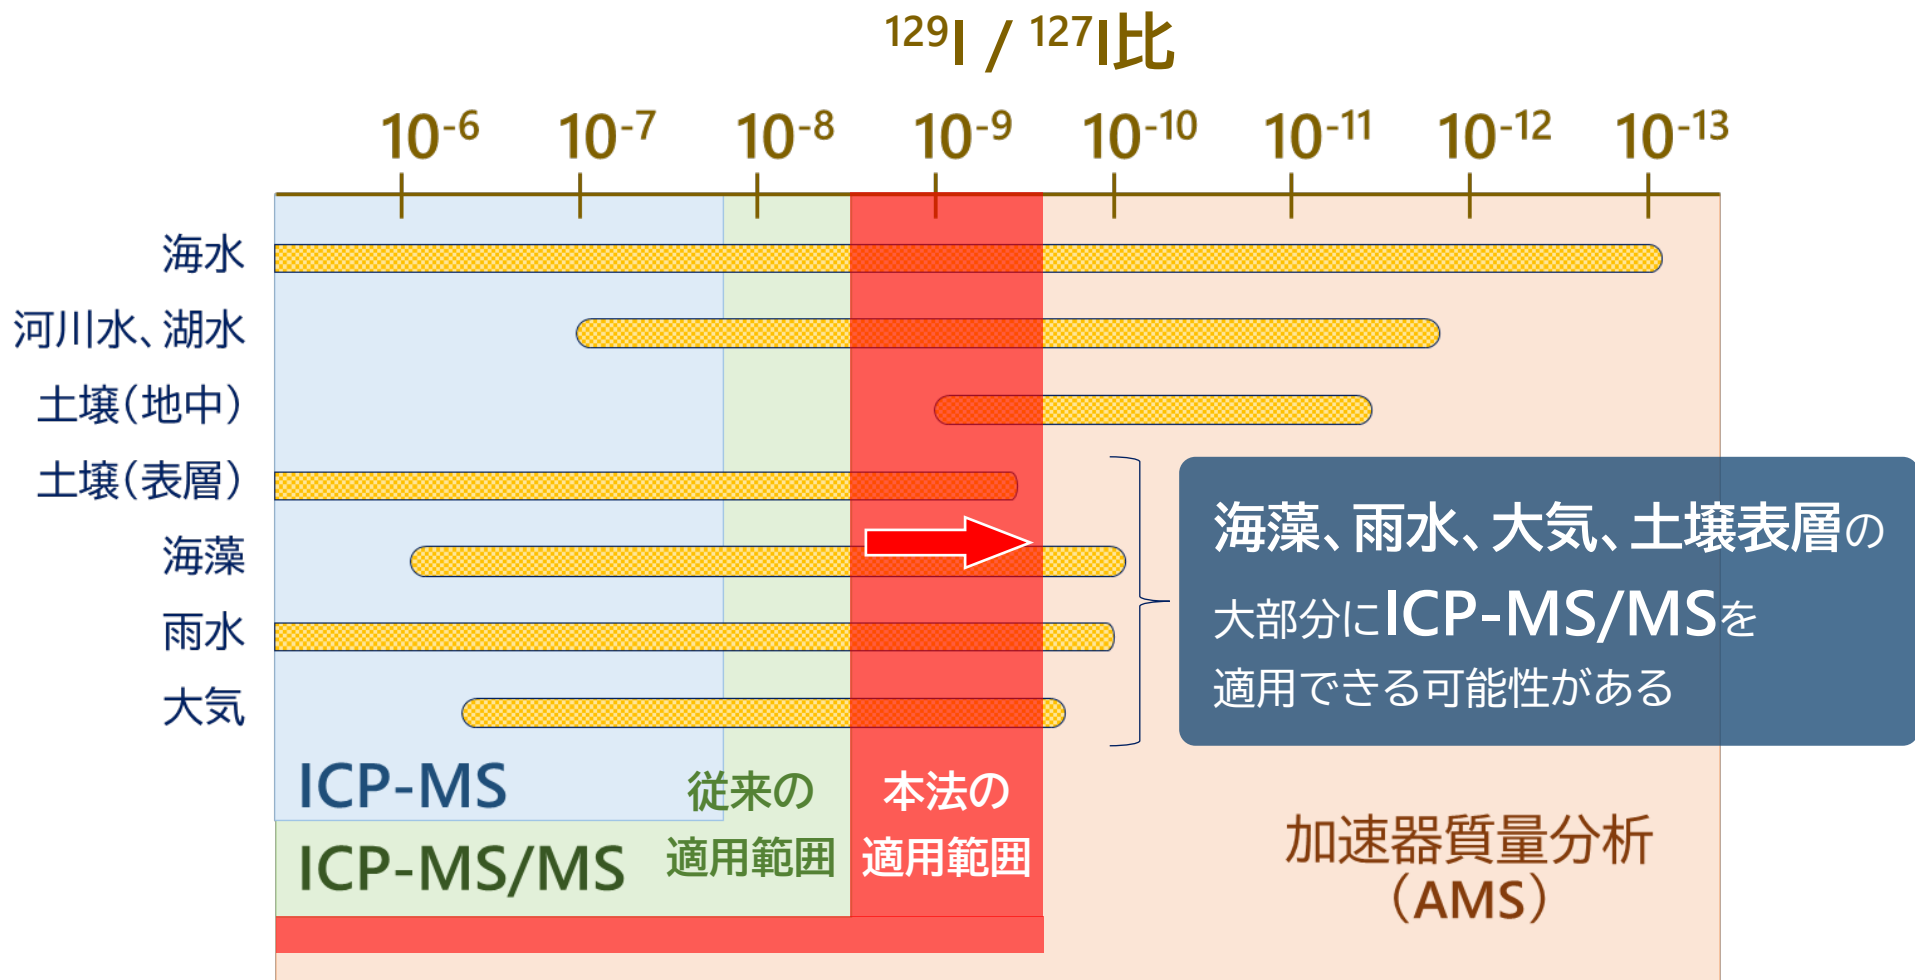 ¹²⁹I / ¹²⁷I比
10⁻⁶ 10⁻⁷ 10⁻⁸ 10⁻⁹ 10⁻¹⁰ 10⁻¹¹ 10⁻¹² 10⁻¹³
海水
河川水、湖水
土壌(地中)
土壌(表層)
海藻
雨水
大気
海藻、雨水、大気、土壌表層の
大部分にICP-MS/MSを
適用できる可能性がある
ICP-MS
ICP-MS/MS
従来の
適用範囲
本法の
適用範囲
加速器質量分析
(AMS)